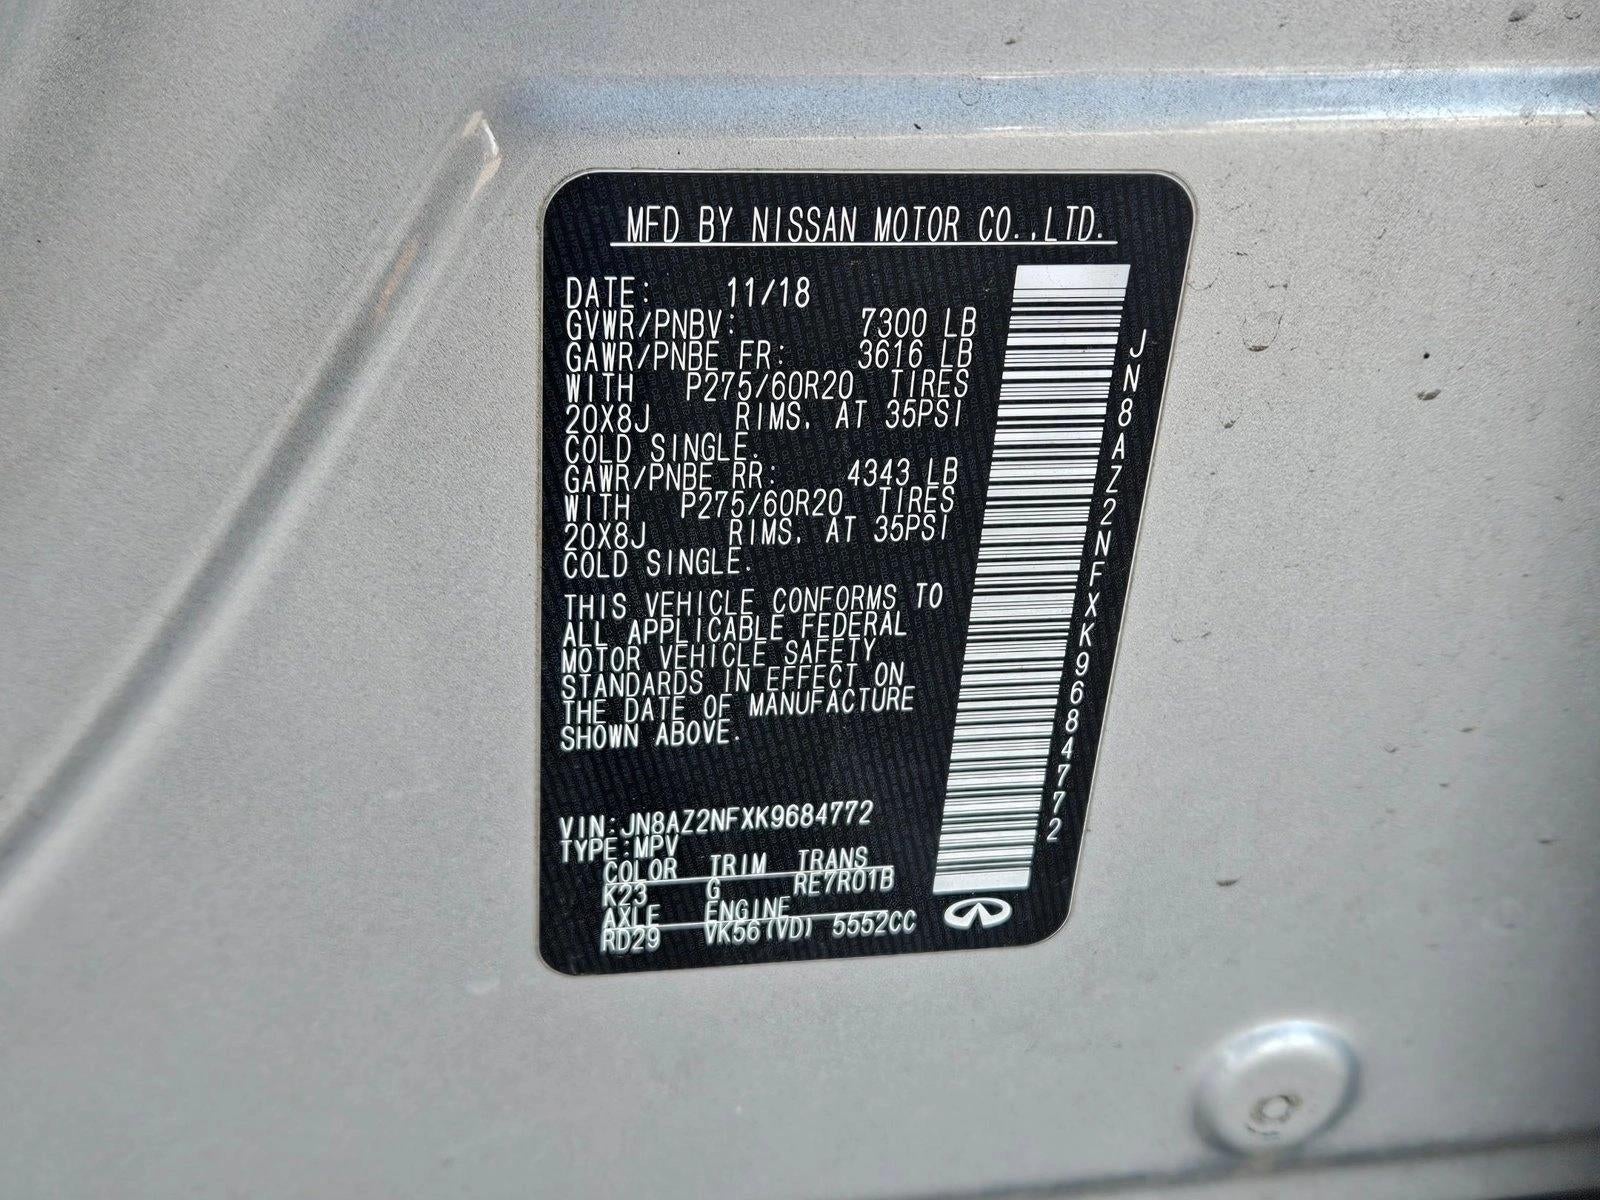 MFD BY NISSAN MOTOR CO.,LTD.
DATE: 11/18
GVWR/PNBV: 7300 LB
GAWR/PNBE FR: 3616 LB
WITH P275/60R20 TIRES
20X8J RIMS. AT 35PSI
COLD SINGLE.
GAWR/PNBE RR: 4343 LB
WITH P275/60R20 TIRES
20X8J RIMS. AT 35PSI
COLD SINGLE.
THIS VEHICLE CONFORMS TO
ALL APPLICABLE FEDERAL
MOTOR VEHICLE SAFETY
STANDARDS IN EFFECT ON
THE DATE OF MANUFACTURE
SHOWN ABOVE.
VIN:JN8AZ2NFXK9684772
TYPE:MPV
COLOR TRIM TRANS
K23 G RE7R01B
AXLE ENGINE
RD29 VK56(VD) 5552CC
JN8AZ2NFXK9684772